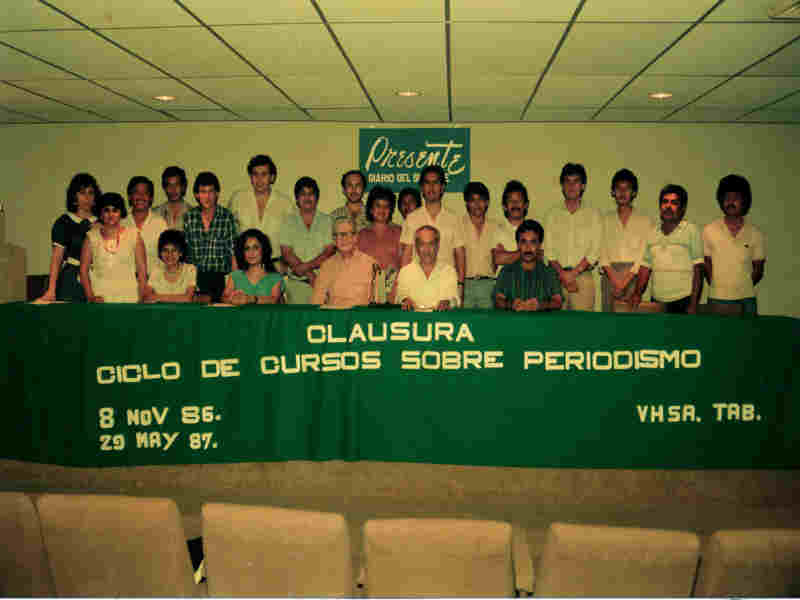 Presente
DIARIO DEL
CLAUSURA
CICLO DE CURSOS SOBRE PERIODISMO
8 NOV 86.
29 MAY 87.
VHSA. TAB.